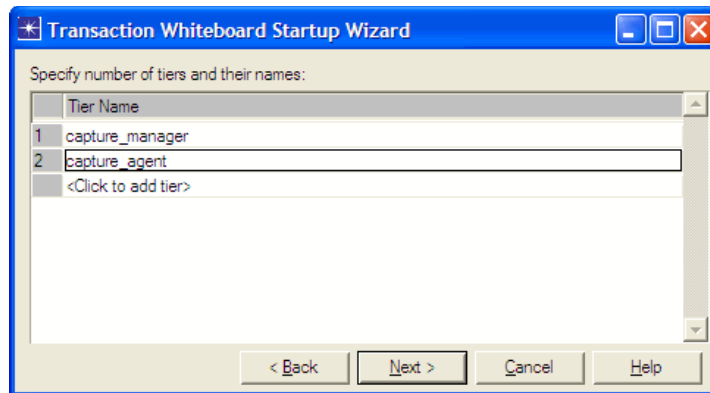 Transaction Whiteboard Startup Wizard
Specify number of tiers and their names:
Tier Name
1 capture_manager
2 capture_agent
<Click to add tier>
< Back Next > Cancel Help